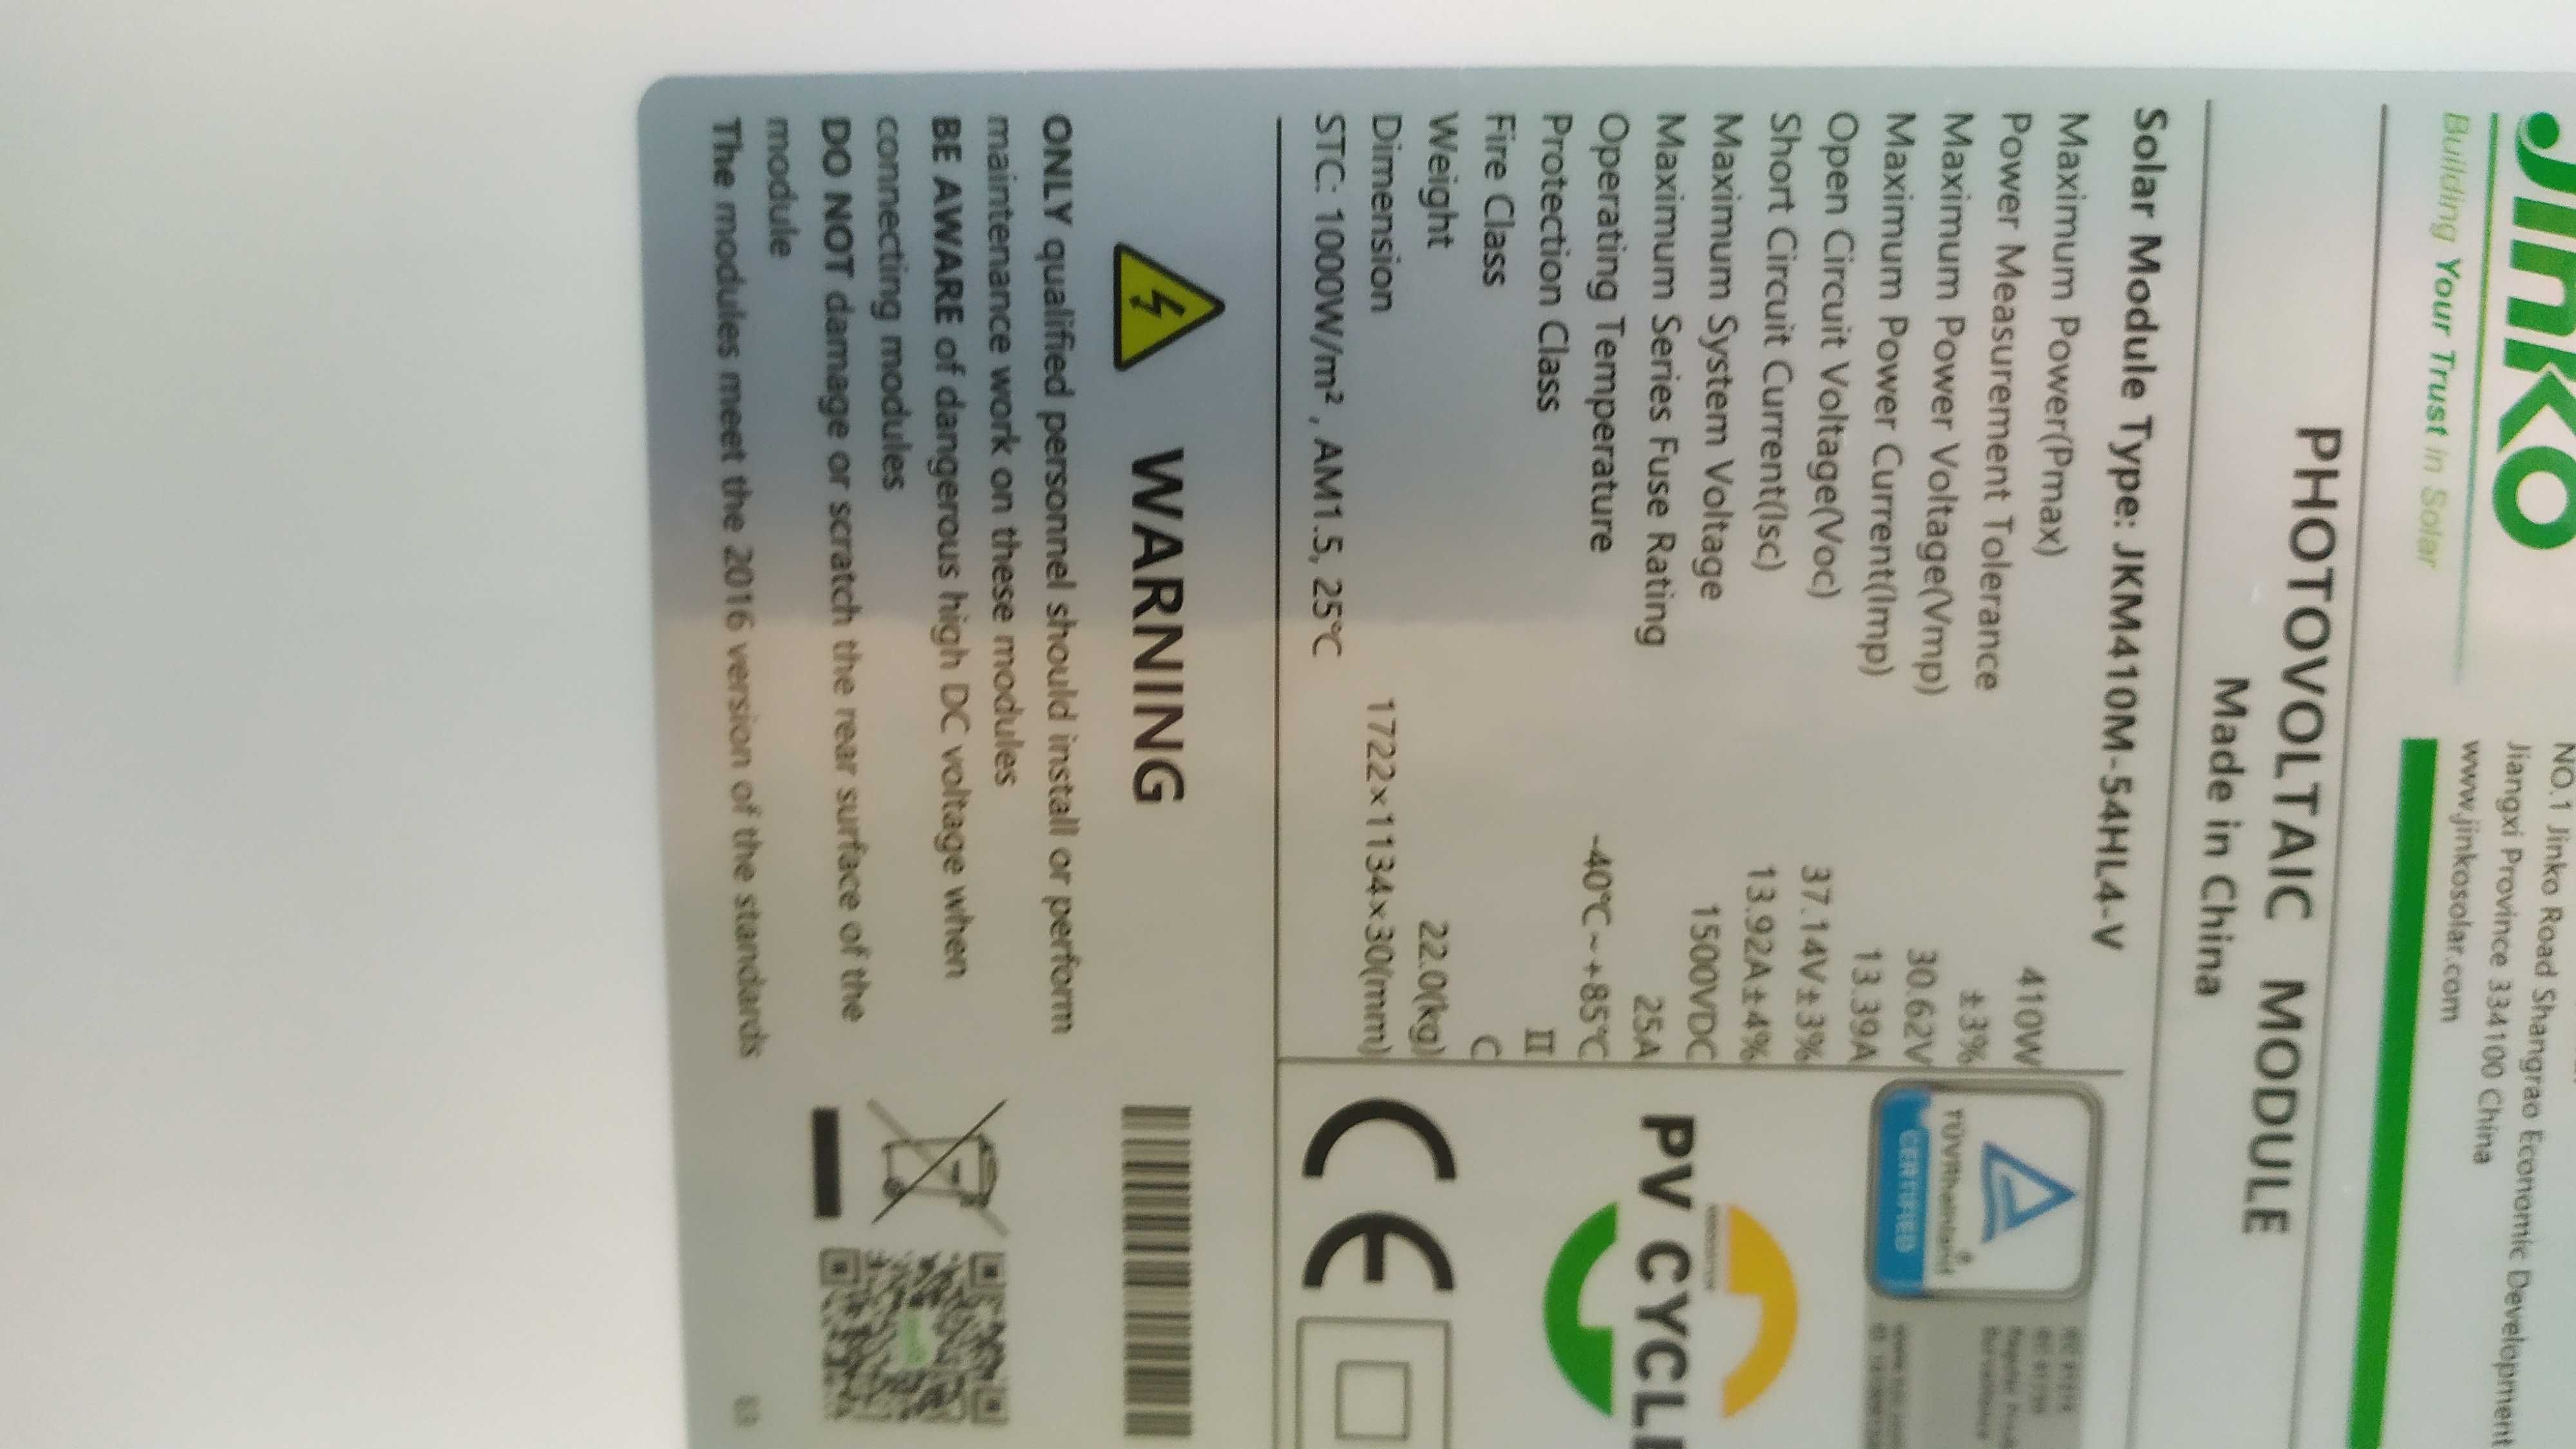 Jinko
Building Your Trust in Solar
NO.1 Jinko Road Shangrao Economic Development
Jiangxi Province 334100 China
www.jinkosolar.com
PHOTOVOLTAIC MODULE
Made in China
Solar Module Type: JKM410M-54HL4-V
Maximum Power(Pmax) 410W
Power Measurement Tolerance ±3%
Maximum Power Voltage(Vmp) 30.62V
Maximum Power Current(Imp) 13.39A
Open Circuit Voltage(Voc) 37.14V±3%
Short Circuit Current(Isc) 13.92A±4%
Maximum System Voltage 1500VDC
Maximum Series Fuse Rating 25A
Operating Temperature -40℃~+85℃
Protection Class II
Fire Class C
Weight 22.0(kg)
Dimension 1722×1134×30(mm)
STC: 1000W/m², AM1.5, 25℃
TÜVRheinland®
CERTIFIED
PV CYCLE
CE
WARNING
ONLY qualified personnel should install or perform
maintenance work on these modules
BE AWARE of dangerous high DC voltage when
connecting modules
DO NOT damage or scratch the rear surface of the
module
The modules meet the 2016 version of the standards